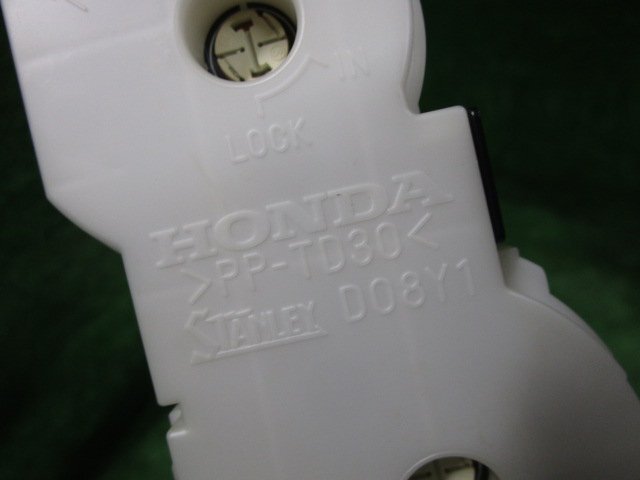 IN
LOCK
HONDA
>PP-TD30<
STANLEY D08Y1